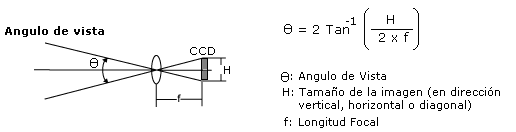 Angulo de vista
CCD
θ
H
f
θ = 2 Tan⁻¹ ( H / 2 x f )
θ: Angulo de Vista
H: Tamaño de la imagen (en dirección
vertical, horizontal o diagonal)
f: Longitud Focal